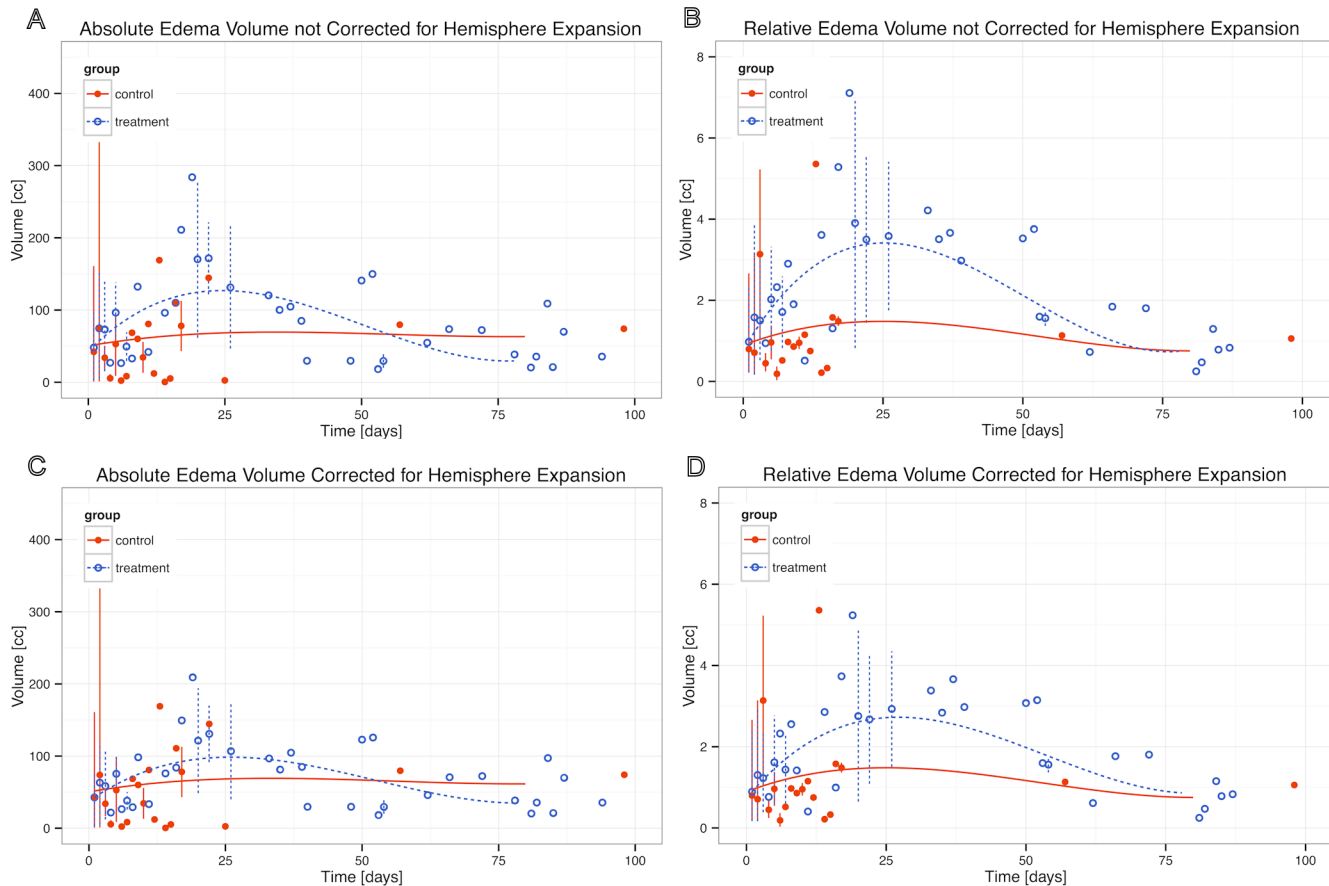 A
Absolute Edema Volume not Corrected for Hemisphere Expansion
group
control
treatment
400
300
200
100
0
Volume [cc]
0 25 50 75 100
Time [days]
B
Relative Edema Volume not Corrected for Hemisphere Expansion
group
control
treatment
8
6
4
2
0
Volume [cc]
0 25 50 75 100
Time [days]
C
Absolute Edema Volume Corrected for Hemisphere Expansion
group
control
treatment
400
300
200
100
0
Volume [cc]
0 25 50 75 100
Time [days]
D
Relative Edema Volume Corrected for Hemisphere Expansion
group
control
treatment
8
6
4
2
0
Volume [cc]
0 25 50 75 100
Time [days]